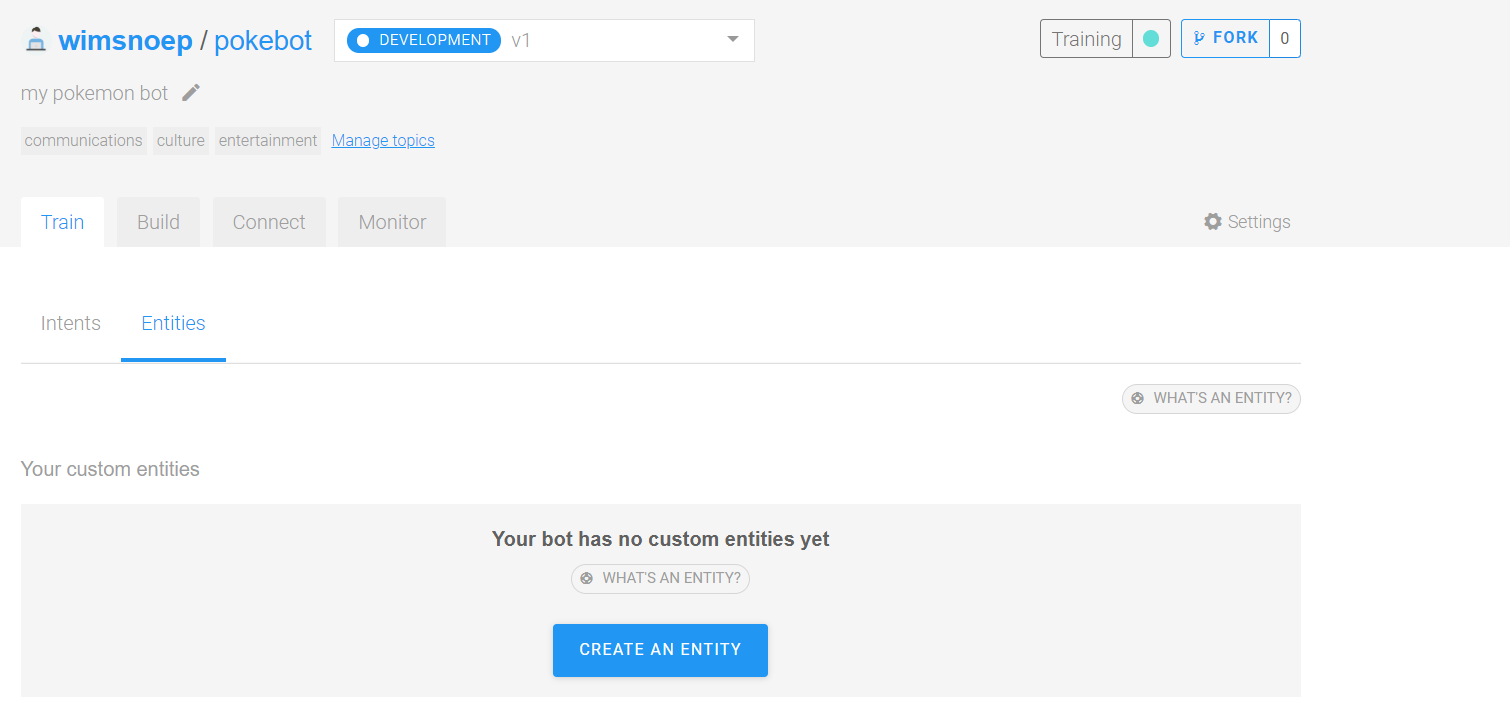 wimsnoep / pokebot DEVELOPMENT v1 Training FORK 0
my pokemon bot
communications culture entertainment Manage topics
Train Build Connect Monitor Settings
Intents Entities
WHAT'S AN ENTITY?
Your custom entities
Your bot has no custom entities yet
WHAT'S AN ENTITY?
CREATE AN ENTITY